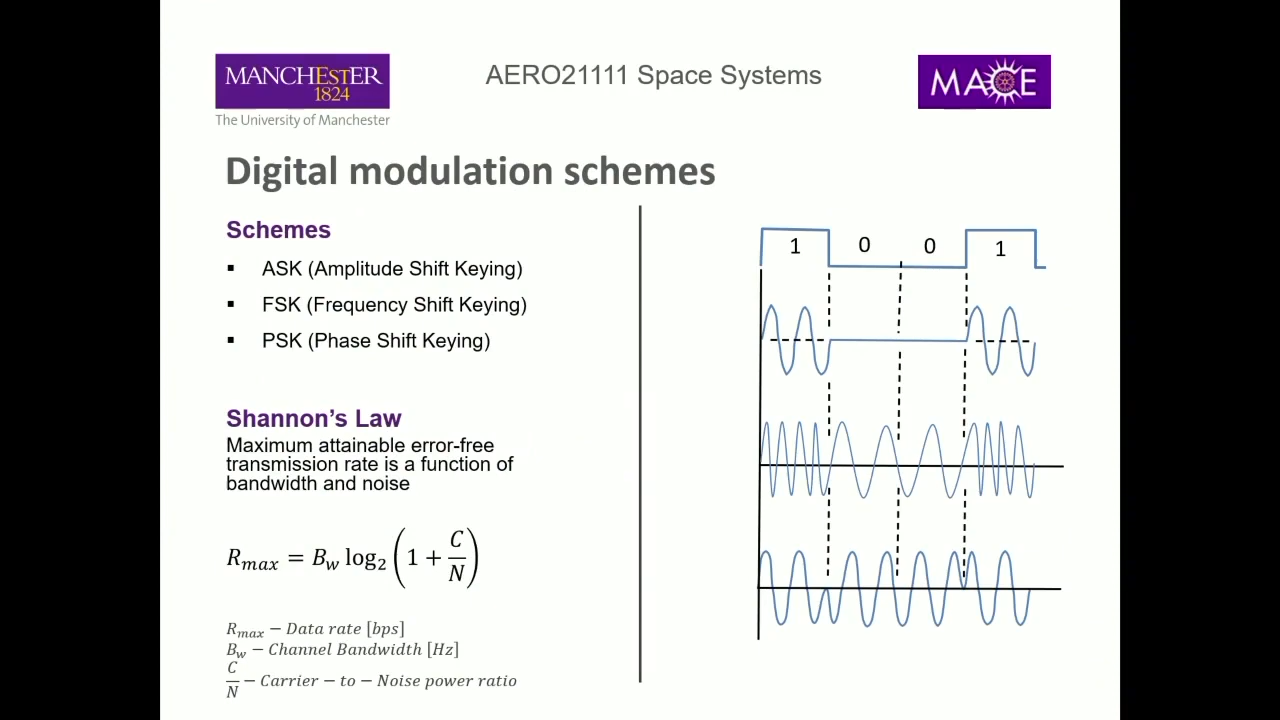 MANCHESTER
1824
The University of Manchester
AERO21111 Space Systems
MACE
Digital modulation schemes
Schemes
▪ ASK (Amplitude Shift Keying)
▪ FSK (Frequency Shift Keying)
▪ PSK (Phase Shift Keying)
Shannon’s Law
Maximum attainable error-free
transmission rate is a function of
bandwidth and noise
R_max = B_w log₂ (1 + C/N)
R_max − Data rate [bps]
B_w − Channel Bandwidth [Hz]
C/N − Carrier − to − Noise power ratio
1 0 0 1